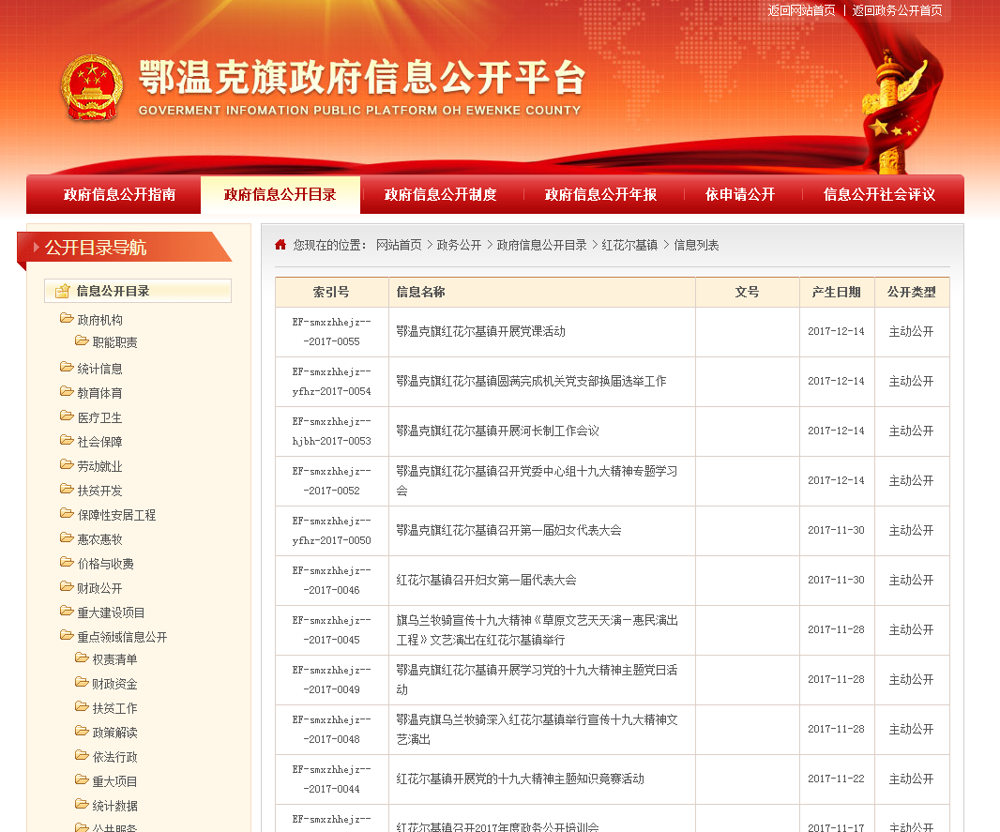 返回网站首页 | 返回政务公开首页
鄂温克旗政府信息公开平台
GOVERMENT INFOMATION PUBLIC PLATFORM OH EWENKE COUNTY
政府信息公开指南 政府信息公开目录 政府信息公开制度 政府信息公开年报 依申请公开 信息公开社会评议
公开目录导航
信息公开目录
政府机构
职能职责
统计信息
教育体育
医疗卫生
社会保障
劳动就业
扶贫开发
保障性安居工程
惠农惠牧
价格与收费
财政公开
重大建设项目
重点领域信息公开
权责清单
财政资金
扶贫工作
政策解读
依法行政
重大项目
统计数据
公共服务
您现在的位置： 网站首页 > 政务公开 > 政府信息公开目录 > 红花尔基镇 > 信息列表
索引号 信息名称 文号 产生日期 公开类型
EF-smxzhhejz--
-2017-0055 鄂温克旗红花尔基镇开展党课活动 2017-12-14 主动公开
EF-smxzhhejz--
yfhz-2017-0054 鄂温克旗红花尔基镇圆满完成机关党支部换届选举工作 2017-12-14 主动公开
EF-smxzhhejz--
hjbh-2017-0053 鄂温克旗红花尔基镇开展河长制工作会议 2017-12-14 主动公开
EF-smxzhhejz--
-2017-0052 鄂温克旗红花尔基镇召开党委中心组十九大精神专题学习
会 2017-12-14 主动公开
EF-smxzhhejz--
yfhz-2017-0050 鄂温克旗红花尔基镇召开第一届妇女代表大会 2017-11-30 主动公开
EF-smxzhhejz--
-2017-0046 红花尔基镇召开妇女第一届代表大会 2017-11-30 主动公开
EF-smxzhhejz--
-2017-0045 旗乌兰牧骑宣传十九大精神《草原文艺天天演—惠民演出
工程》文艺演出在红花尔基镇举行 2017-11-28 主动公开
EF-smxzhhejz--
-2017-0049 鄂温克旗红花尔基镇开展学习党的十九大精神主题党日活
动 2017-11-28 主动公开
EF-smxzhhejz--
-2017-0048 鄂温克旗乌兰牧骑深入红花尔基镇举行宣传十九大精神文
艺演出 2017-11-28 主动公开
EF-smxzhhejz--
-2017-0044 红花尔基镇开展党的十九大精神主题知识竞赛活动 2017-11-22 主动公开
EF-smxzhhejz--
红花尔基镇召开2017年度政务公开培训会 2017-11-17 主动公开